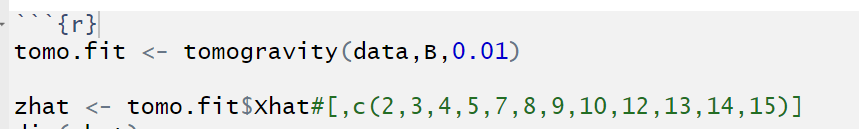 ```{r}
tomo.fit <- tomogravity(data,B,0.01)
zhat <- tomo.fit$Xhat#[,c(2,3,4,5,7,8,9,10,12,13,14,15)]